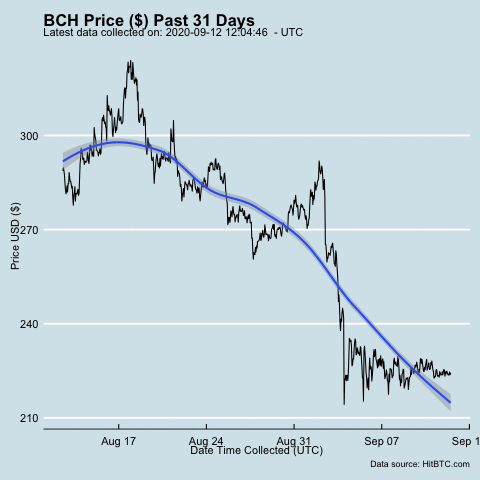 BCH Price ($) Past 31 Days
Latest data collected on: 2020-09-12 12:04:46 - UTC
Price USD ($)
300
270
240
210
Aug 17 Aug 24 Aug 31 Sep 07 Sep 1
Date Time Collected (UTC)
Data source: HitBTC.com